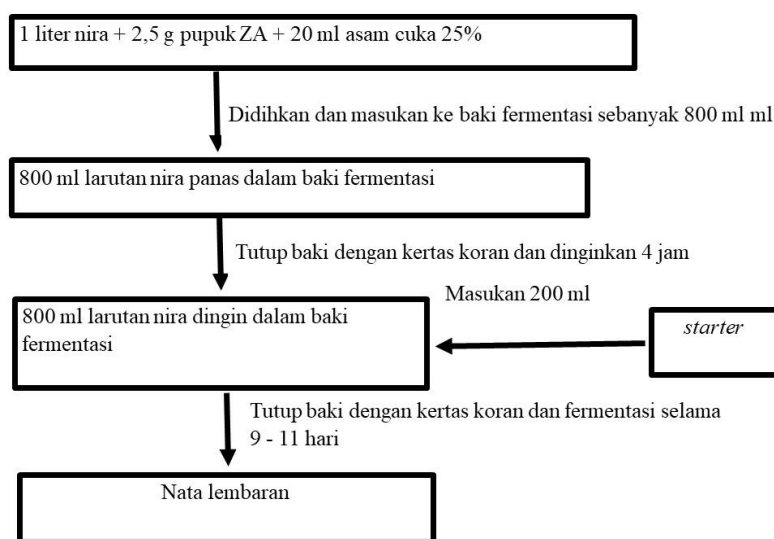 1 liter nira + 2,5 g pupuk ZA + 20 ml asam cuka 25%
Didihkan dan masukan ke baki fermentasi sebanyak 800 ml ml
800 ml larutan nira panas dalam baki fermentasi
Tutup baki dengan kertas koran dan dinginkan 4 jam
Masukan 200 ml
800 ml larutan nira dingin dalam baki
fermentasi
starter
Tutup baki dengan kertas koran dan fermentasi selama
9 - 11 hari
Nata lembaran